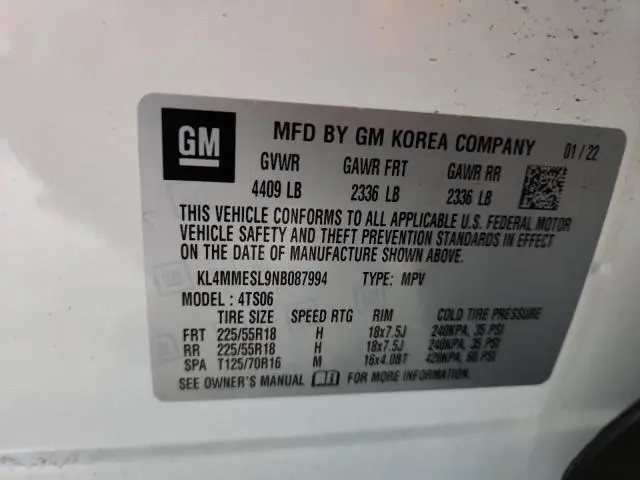 GM MFD BY GM KOREA COMPANY 01/22
GVWR GAWR FRT GAWR RR
4409 LB 2336 LB 2336 LB
THIS VEHICLE CONFORMS TO ALL APPLICABLE U.S. FEDERAL MOTOR
VEHICLE SAFETY AND THEFT PREVENTION STANDARDS IN EFFECT
ON THE DATE OF MANUFACTURE SHOWN ABOVE.
KL4MMESL9NB087994 TYPE: MPV
MODEL : 4TS06
TIRE SIZE SPEED RTG RIM COLD TIRE PRESSURE
FRT 225/55R18 H 18x7.5J 240KPA, 35 PSI
RR 225/55R18 H 18x7.5J 240KPA, 35 PSI
SPA T125/70R16 M 16x4.0BT 420KPA, 60 PSI
SEE OWNER'S MANUAL FOR MORE INFORMATION